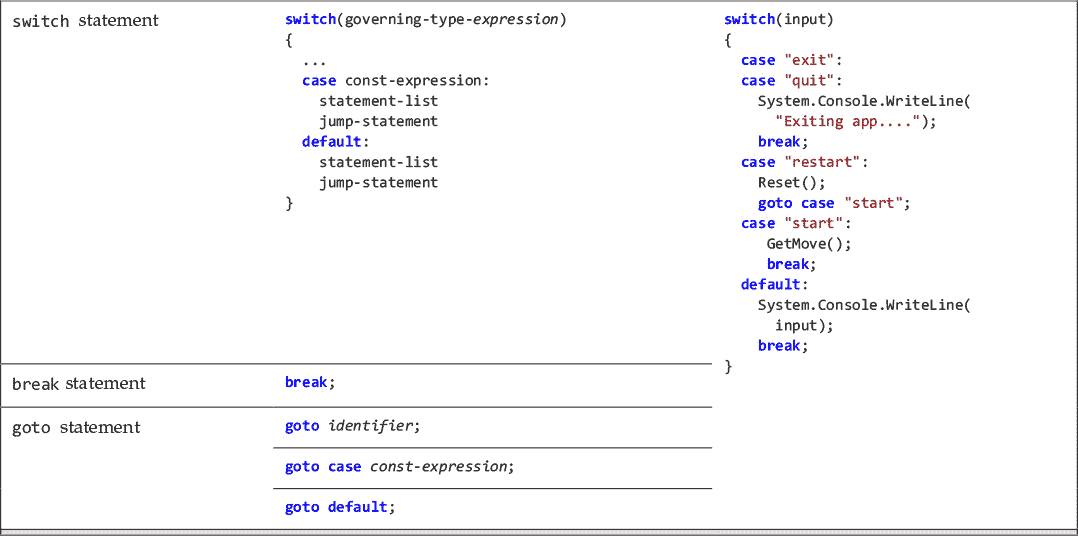 switch statement
switch(governing-type-expression)
{
...
case const-expression:
statement-list
jump-statement
default:
statement-list
jump-statement
}
switch(input)
{
case "exit":
case "quit":
System.Console.WriteLine(
"Exiting app....");
break;
case "restart":
Reset();
goto case "start";
case "start":
GetMove();
break;
default:
System.Console.WriteLine(
input);
break;
}
break statement
break;
goto statement
goto identifier;
goto case const-expression;
goto default;